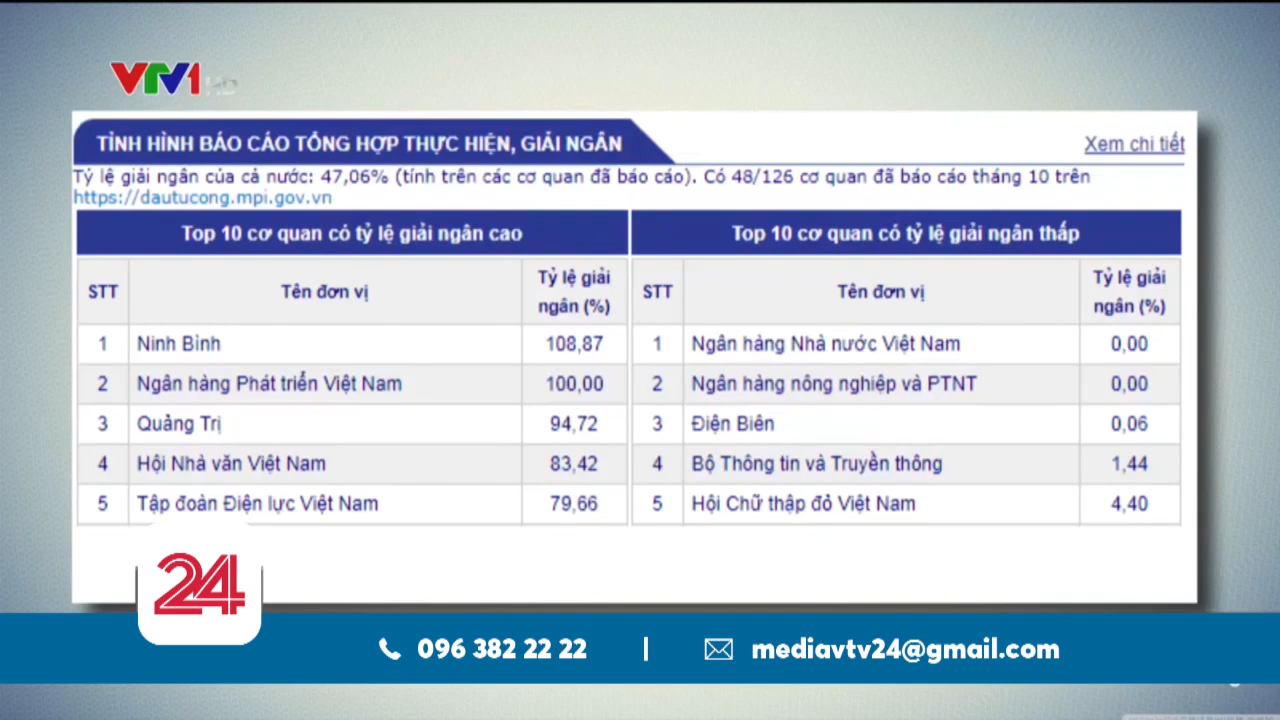 VTV1 HD
TÌNH HÌNH BÁO CÁO TỔNG HỢP THỰC HIỆN, GIẢI NGÂN
Xem chi tiết
Tỷ lệ giải ngân của cả nước: 47,06% (tính trên các cơ quan đã báo cáo). Có 48/126 cơ quan đã báo cáo tháng 10 trên
https://dautucong.mpi.gov.vn
Top 10 cơ quan có tỷ lệ giải ngân cao
STT Tên đơn vị Tỷ lệ giải
ngân (%)
1 Ninh Bình 108,87
2 Ngân hàng Phát triển Việt Nam 100,00
3 Quảng Trị 94,72
4 Hội Nhà văn Việt Nam 83,42
5 Tập đoàn Điện lực Việt Nam 79,66
Top 10 cơ quan có tỷ lệ giải ngân thấp
STT Tên đơn vị Tỷ lệ giải
ngân (%)
1 Ngân hàng Nhà nước Việt Nam 0,00
2 Ngân hàng nông nghiệp và PTNT 0,00
3 Điện Biên 0,06
4 Bộ Thông tin và Truyền thông 1,44
5 Hội Chữ thập đỏ Việt Nam 4,40
24
096 382 22 22 | mediavtv24@gmail.com